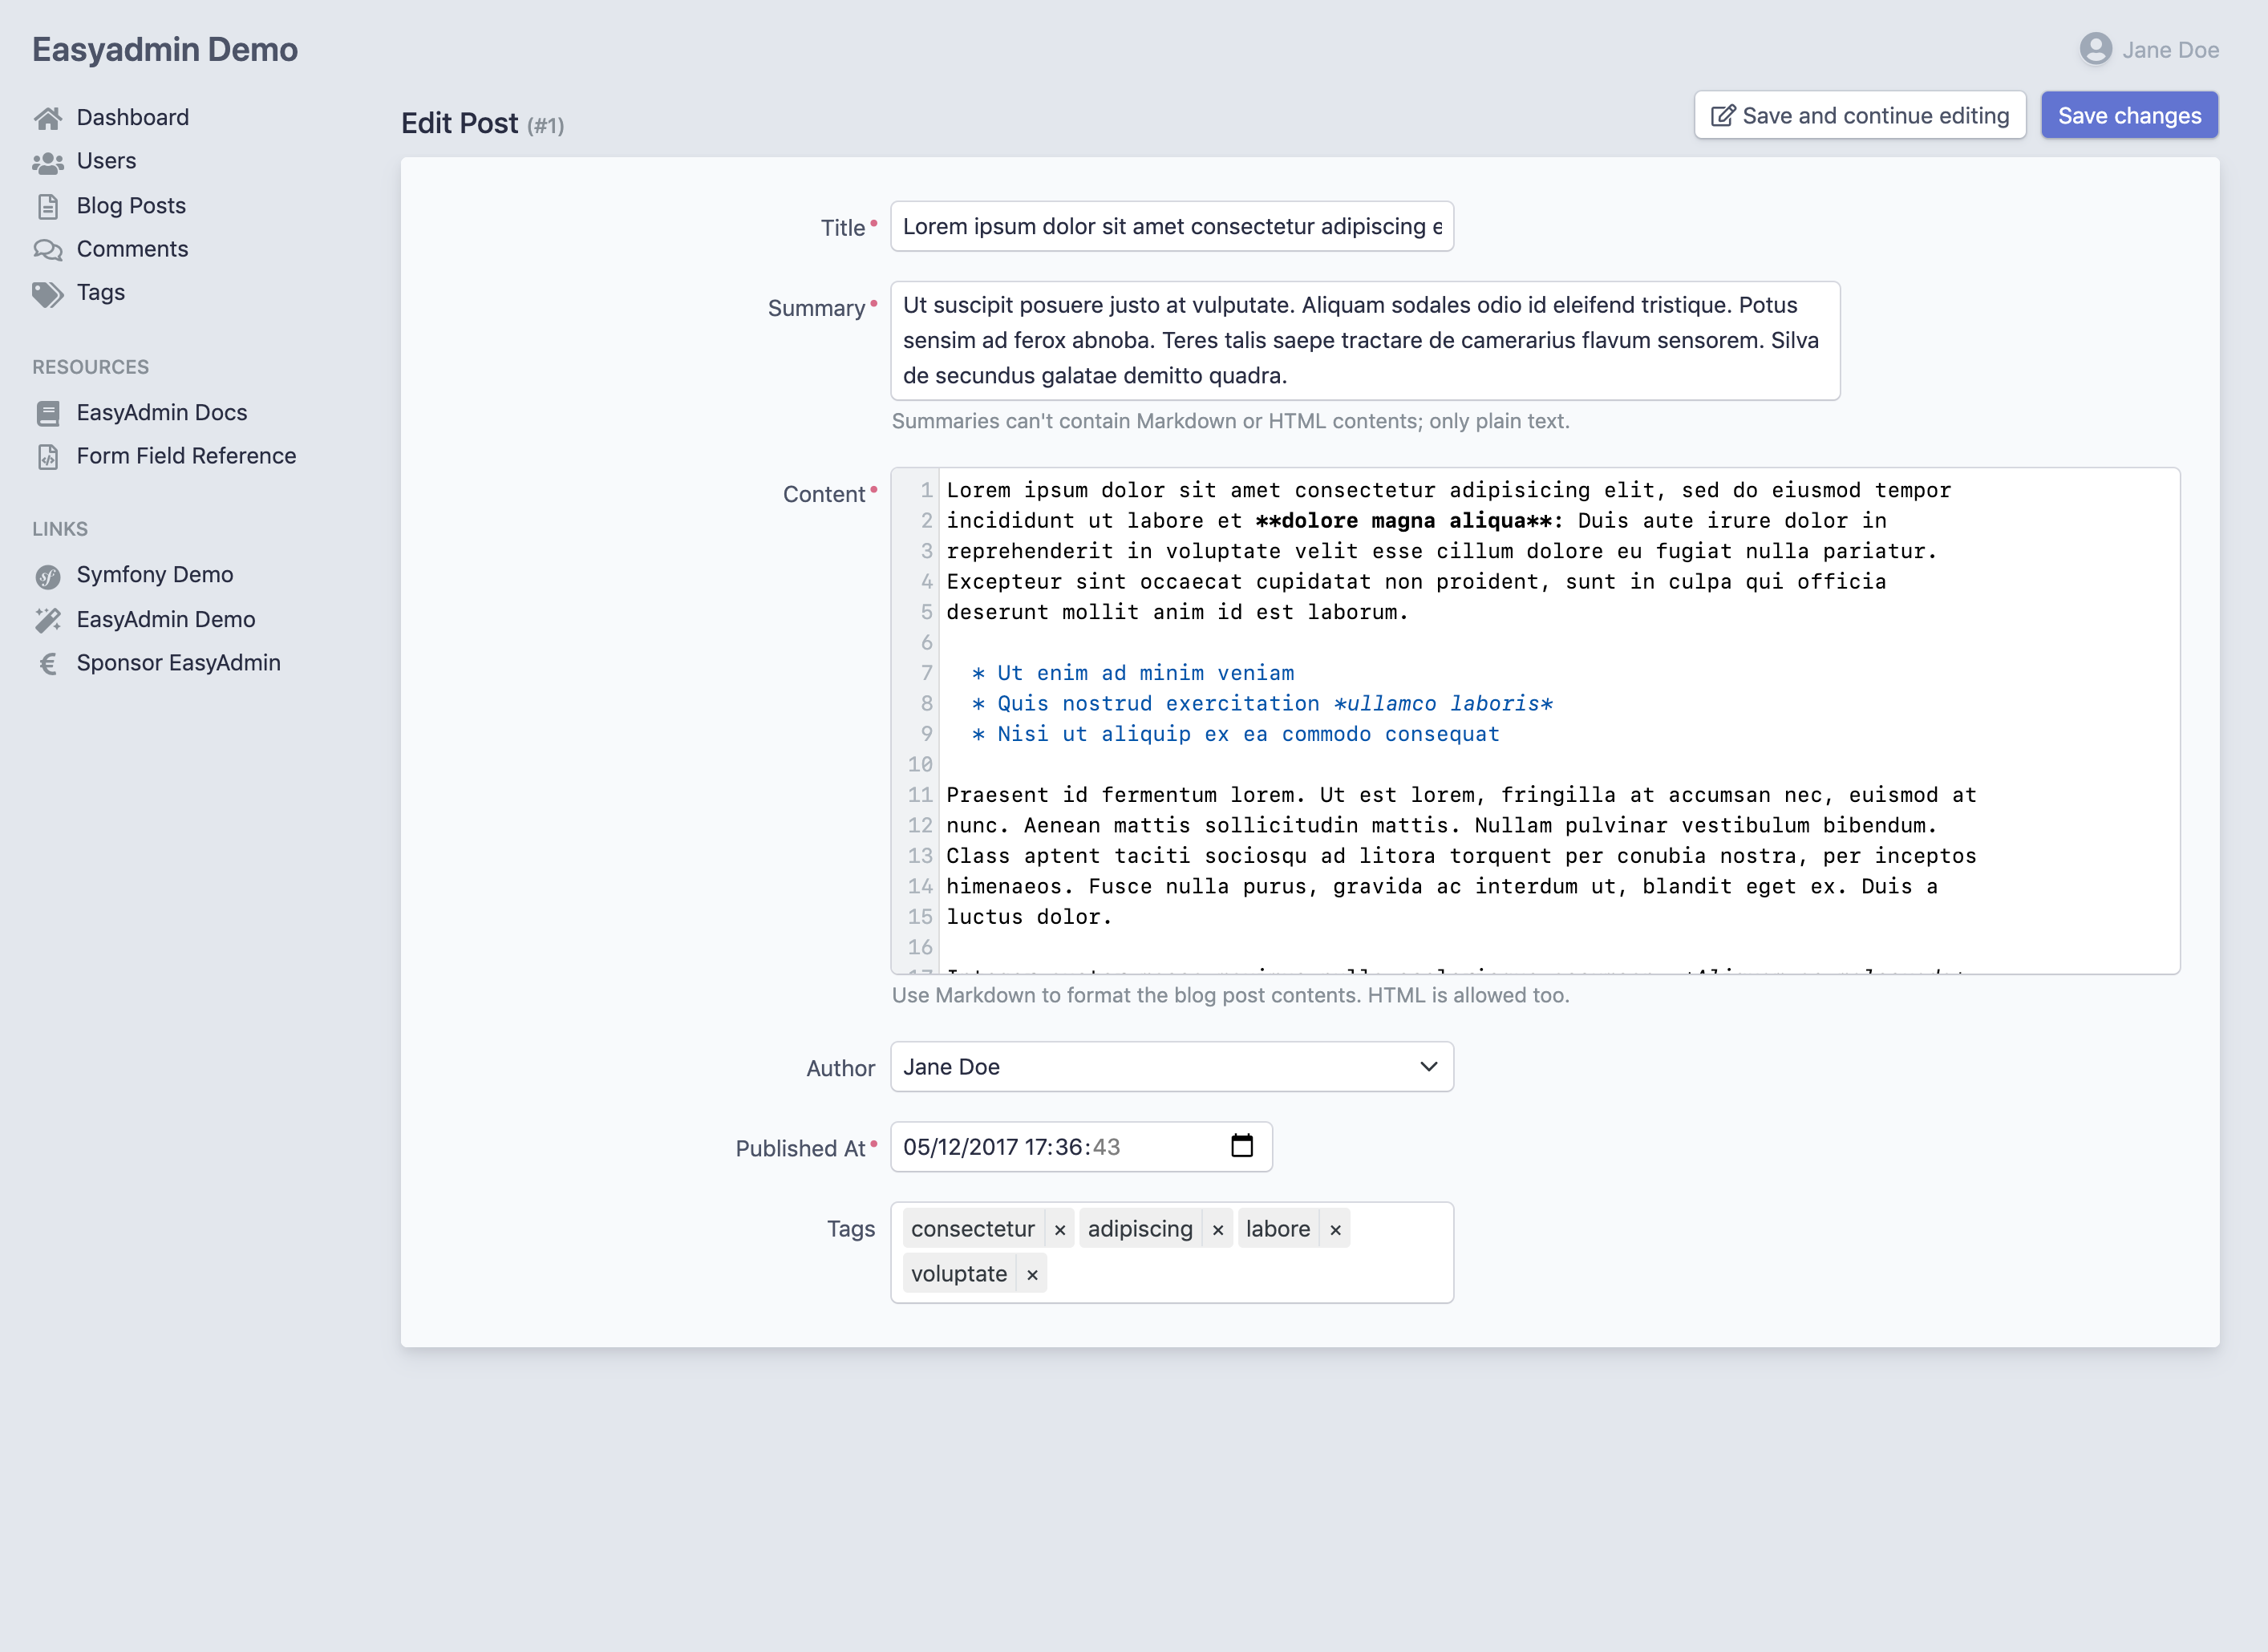 Easyadmin Demo
Jane Doe
Dashboard
Users
Blog Posts
Comments
Tags
RESOURCES
EasyAdmin Docs
Form Field Reference
LINKS
Symfony Demo
EasyAdmin Demo
Sponsor EasyAdmin
Edit Post (#1)
Save and continue editing
Save changes
Title
Lorem ipsum dolor sit amet consectetur adipiscing e
Summary
Ut suscipit posuere justo at vulputate. Aliquam sodales odio id eleifend tristique. Potus
sensim ad ferox abnoba. Teres talis saepe tractare de camerarius flavum sensorem. Silva
de secundus galatae demitto quadra.
Summaries can't contain Markdown or HTML contents; only plain text.
Content
1 Lorem ipsum dolor sit amet consectetur adipisicing elit, sed do eiusmod tempor
2 incididunt ut labore et **dolore magna aliqua**: Duis aute irure dolor in
3 reprehenderit in voluptate velit esse cillum dolore eu fugiat nulla pariatur.
4 Excepteur sint occaecat cupidatat non proident, sunt in culpa qui officia
5 deserunt mollit anim id est laborum.
6
7 * Ut enim ad minim veniam
8 * Quis nostrud exercitation *ullamco laboris*
9 * Nisi ut aliquip ex ea commodo consequat
10
11 Praesent id fermentum lorem. Ut est lorem, fringilla at accumsan nec, euismod at
12 nunc. Aenean mattis sollicitudin mattis. Nullam pulvinar vestibulum bibendum.
13 Class aptent taciti sociosqu ad litora torquent per conubia nostra, per inceptos
14 himenaeos. Fusce nulla purus, gravida ac interdum ut, blandit eget ex. Duis a
15 luctus dolor.
16
Use Markdown to format the blog post contents. HTML is allowed too.
Author
Jane Doe
Published At
05/12/2017 17:36:43
Tags
consectetur × adipiscing × labore ×
voluptate ×